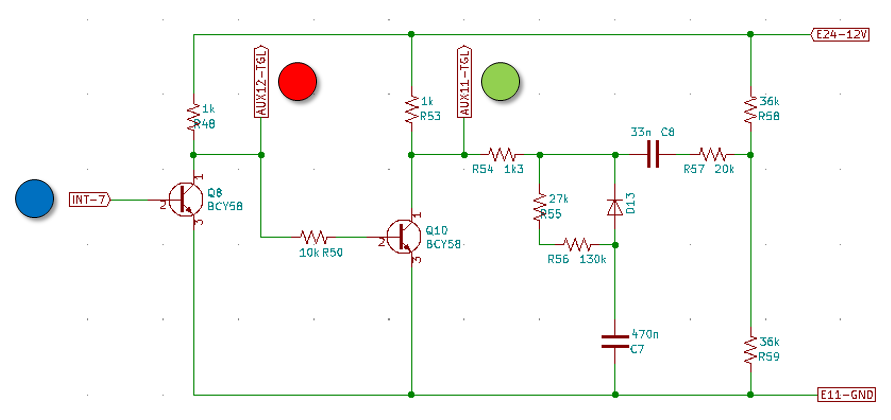 E24-12V
AUX12-TGL
AUX11-TGL
1k
R48
1k
R53
36k
R58
33n C8
R54 1k3
R57 20k
INT-7
1
2
3
Q8
BCY58
27k
R55
D13
1
2
3
Q10
BCY58
10k R50
R56 130k
470n
C7
36k
R59
E11-GND